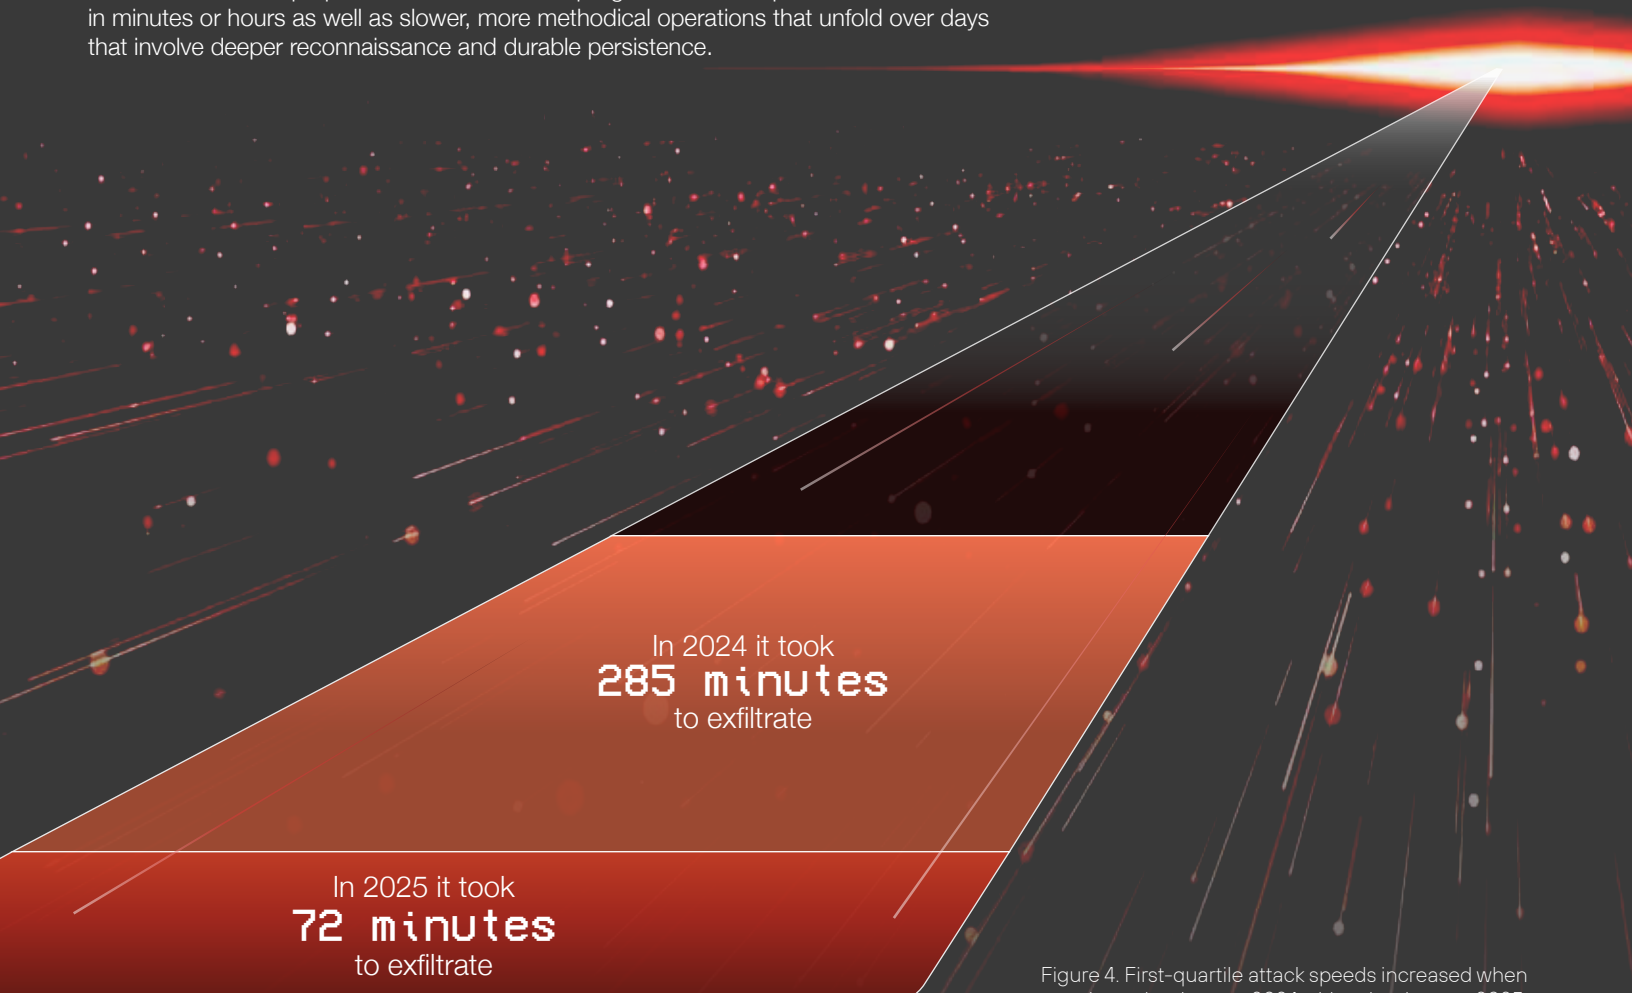 in minutes or hours as well as slower, more methodical operations that unfold over days
that involve deeper reconnaissance and durable persistence.
In 2024 it took
285 minutes
to exfiltrate
In 2025 it took
72 minutes
to exfiltrate
Figure 4. First-quartile attack speeds increased when